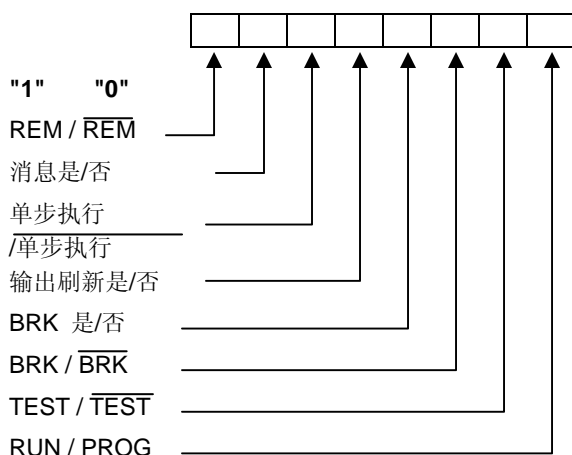 "1" "0"
REM / REM
消息是/否
单步执行
/单步执行
输出刷新是/否
BRK 是/否
BRK / BRK
TEST / TEST
RUN / PROG